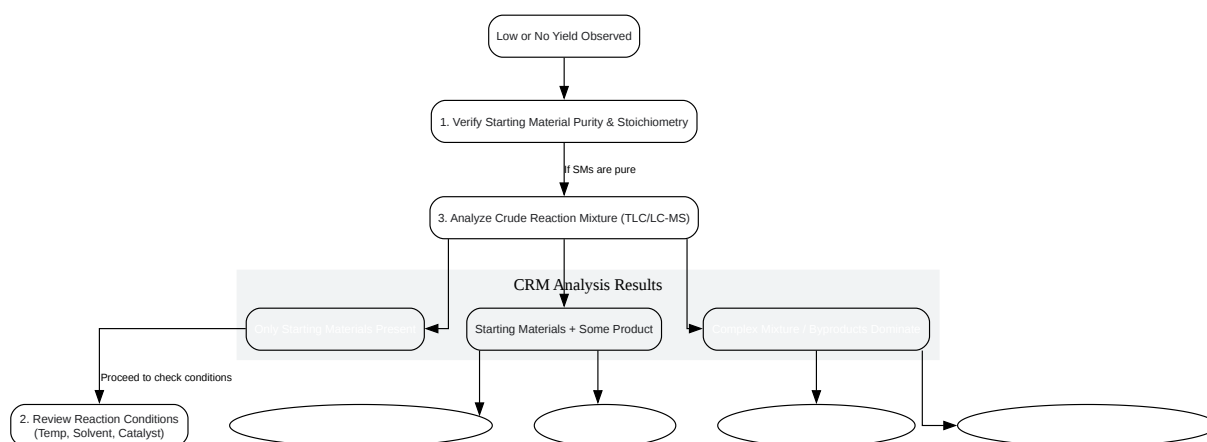 Low or No Yield Observed
1. Verify Starting Material Purity & Stoichiometry
If SMs are pure
3. Analyze Crude Reaction Mixture (TLC/LC-MS)
CRM Analysis Results
Only Starting Materials Present
Starting Materials + Some Product
Complex Mixture / Byproducts Dominate
Proceed to check conditions
2. Review Reaction Conditions
(Temp, Solvent, Catalyst)